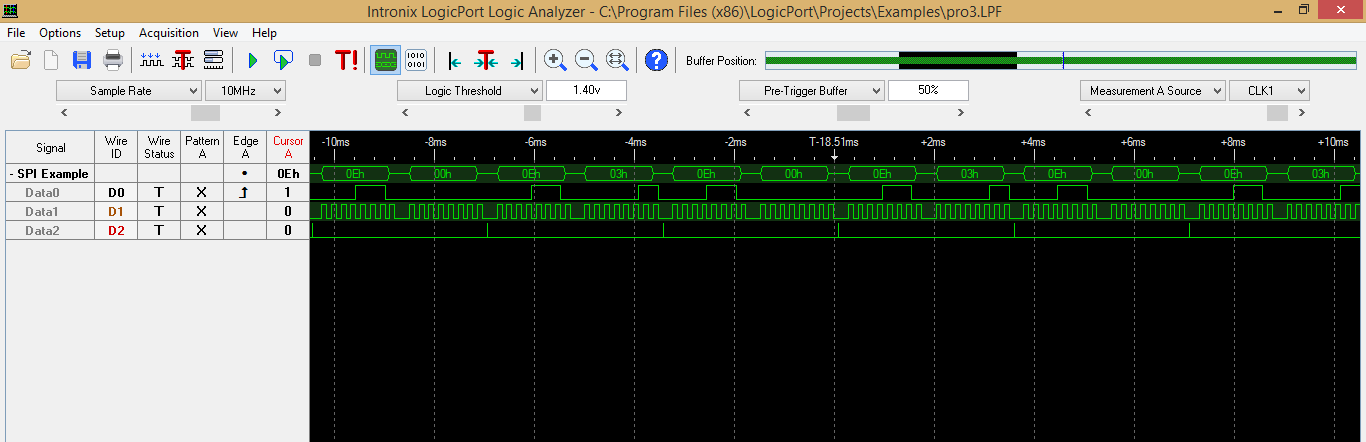 Intronix LogicPort Logic Analyzer - C:\Program Files (x86)\LogicPort\Projects\Examples\pro3.LPF
File Options Setup Acquisition View Help
T! 1010 0101 T ? Buffer Position:
Sample Rate 10MHz Logic Threshold 1.40v Pre-Trigger Buffer 50% Measurement A Source CLK1
Signal Wire ID Wire Status Pattern A Edge A Cursor A -10ms -8ms -6ms -4ms -2ms T-18.51ms +2ms +4ms +6ms +8ms +10ms
- SPI Example 0Eh 0Eh 00h 0Eh 03h 0Eh 00h 0Eh 03h 0Eh 00h 0Eh 03h
Data0 D0 T X 1
Data1 D1 T X 0
Data2 D2 T X 0